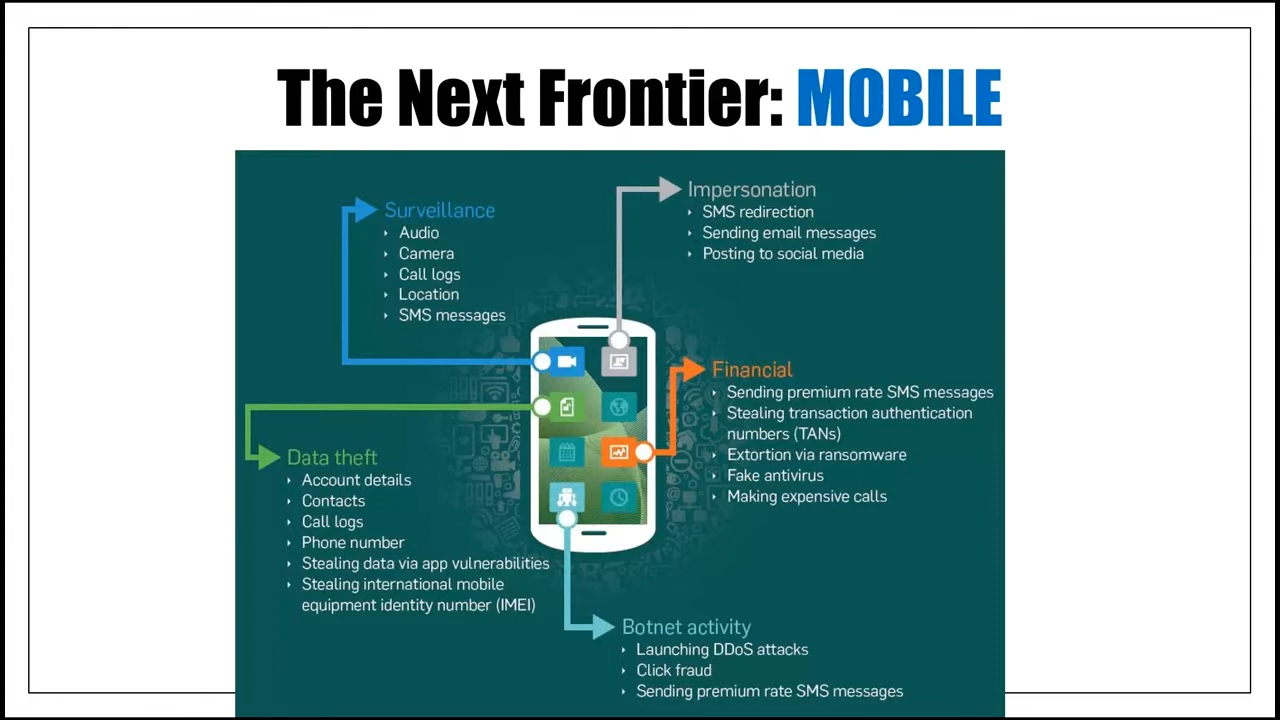 The Next Frontier: MOBILE
Surveillance
Audio
Camera
Call logs
Location
SMS messages
Impersonation
SMS redirection
Sending email messages
Posting to social media
Financial
Sending premium rate SMS messages
Stealing transaction authentication
numbers (TANs)
Extortion via ransomware
Fake antivirus
Making expensive calls
Data theft
Account details
Contacts
Call logs
Phone number
Stealing data via app vulnerabilities
Stealing international mobile
equipment identity number (IMEI)
Botnet activity
Launching DDoS attacks
Click fraud
Sending premium rate SMS messages